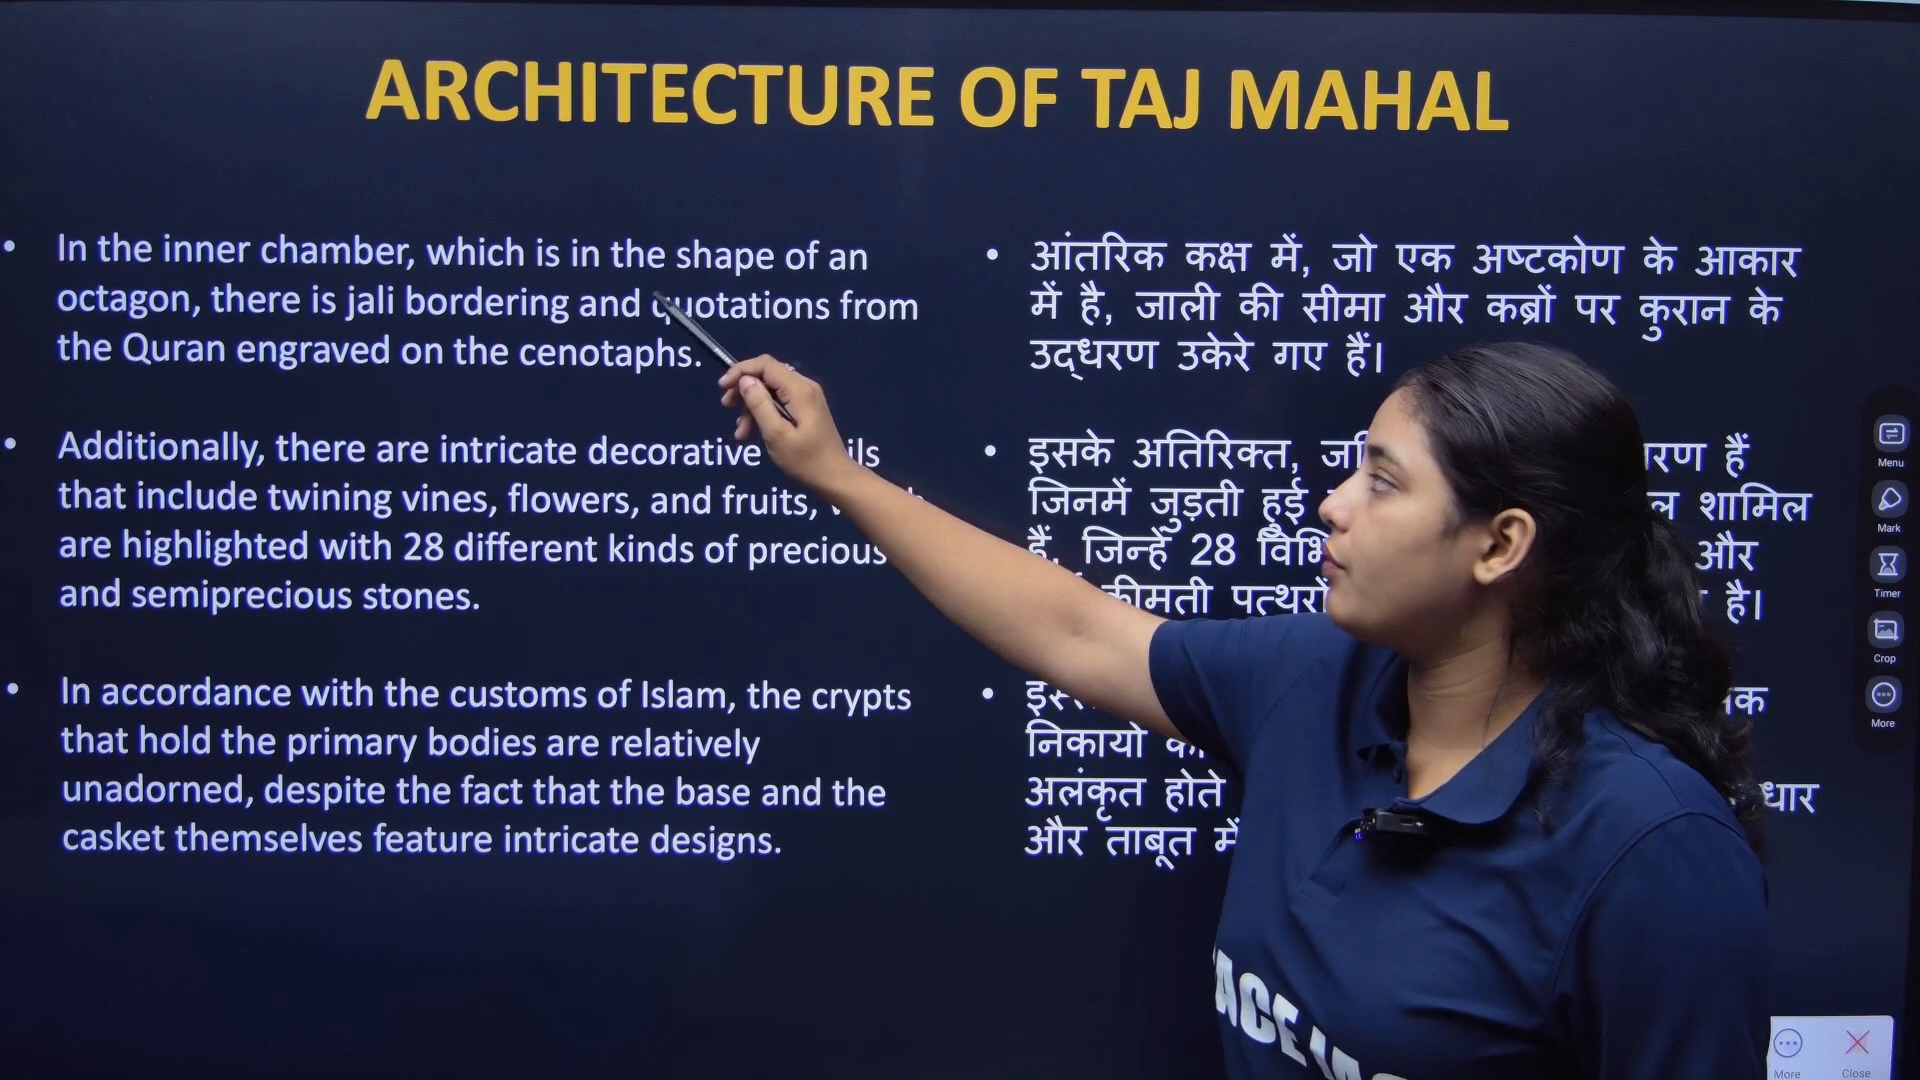 ARCHITECTURE OF TAJ MAHAL
• In the inner chamber, which is in the shape of an
octagon, there is jali bordering and quotations from
the Quran engraved on the cenotaphs.
• Additionally, there are intricate decorative
that include twining vines, flowers, and fruits,
are highlighted with 28 different kinds of precious
and semiprecious stones.
• In accordance with the customs of Islam, the crypts
that hold the primary bodies are relatively
unadorned, despite the fact that the base and the
casket themselves feature intricate designs.
• आंतरिक कक्ष में, जो एक अष्टकोण के आकार
में है, जाली की सीमा और कब्रों पर कुरान के
उद्धरण उकेरे गए हैं।
• इसके अतिरिक्त, हैं
जिनमें जुड़ती हुई शामिल
हैं, जिन्हें 28 और
कीमती पत्थरों है।
•
निकायों
अलंकृत होते
और ताबूत में
Menu
Mark
Timer
Crop
More
More
Close